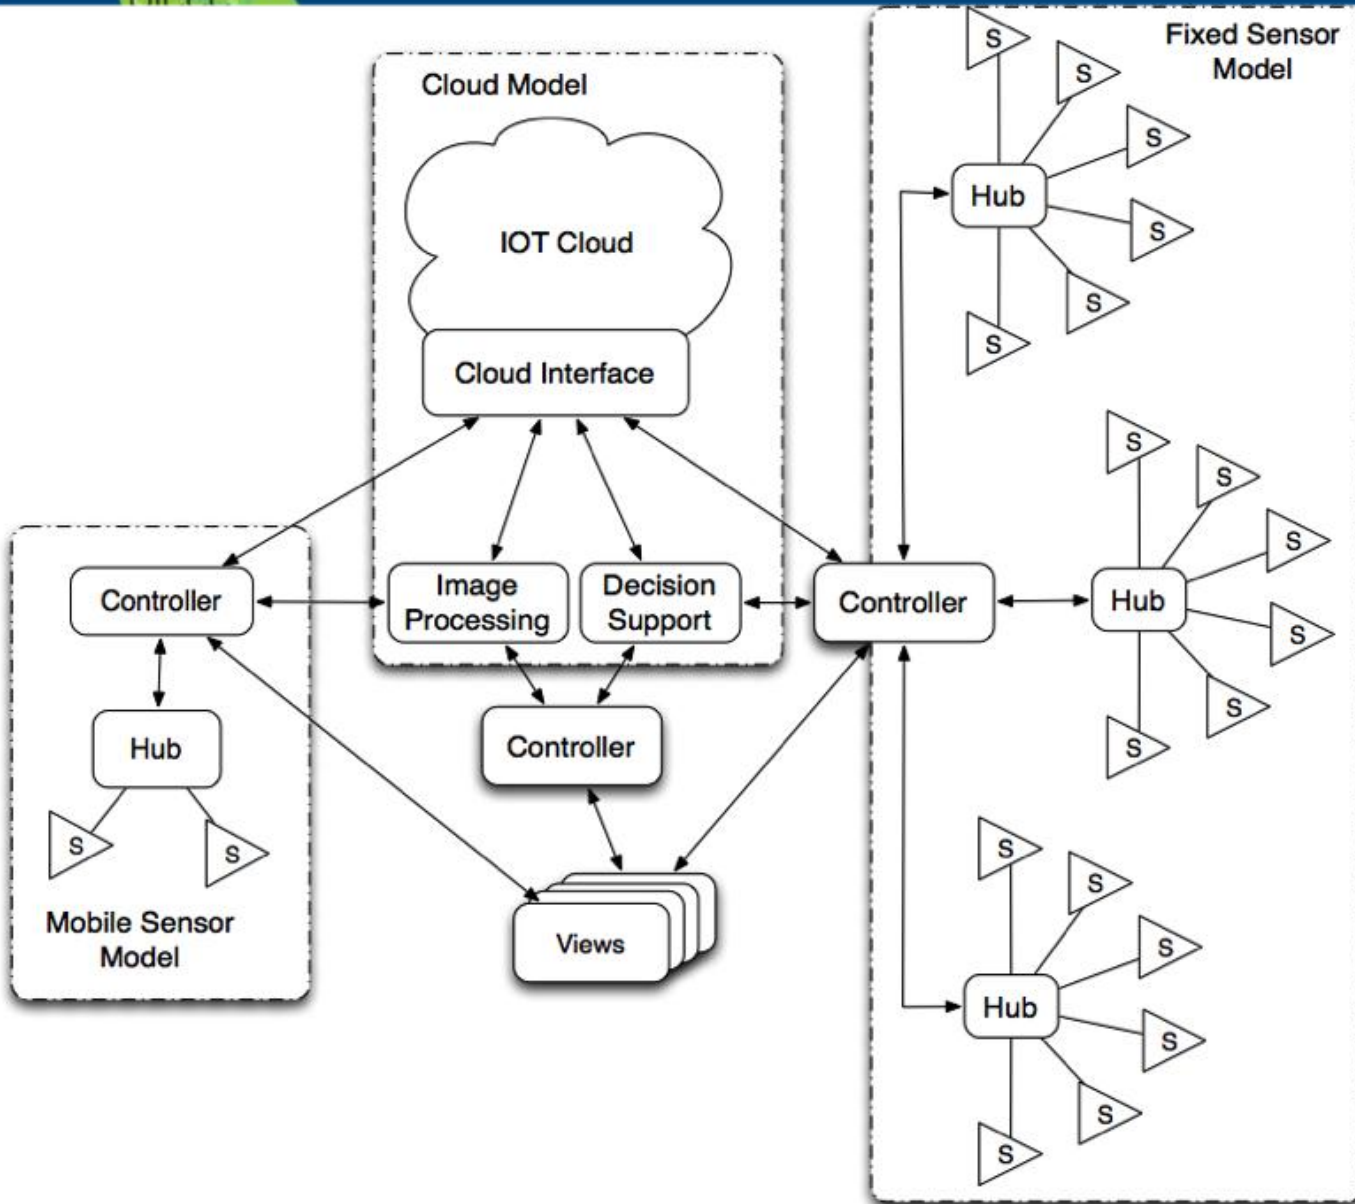 Cloud Model
IOT Cloud
Cloud Interface
Image
Processing
Decision
Support
Controller
Views
Controller
Hub
S
S
Mobile Sensor
Model
Fixed Sensor
Model
Controller
Hub
S
S
S
S
S
S
Hub
S
S
S
S
S
S
Hub
S
S
S
S
S
S